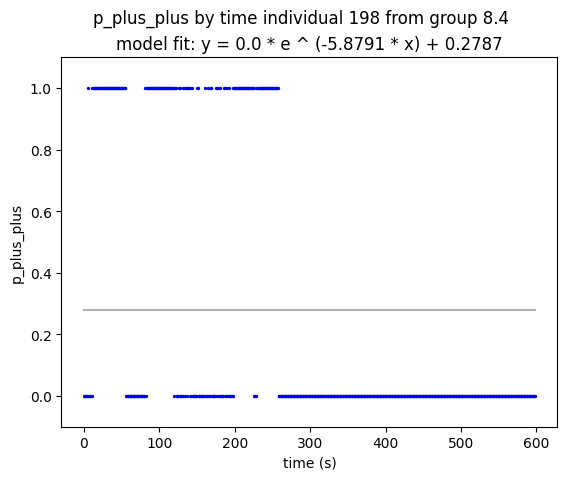 p_plus_plus by time individual 198 from group 8.4
model fit: y = 0.0 * e ^ (-5.8791 * x) + 0.2787
1.0
0.8
0.6
0.4
0.2
0.0
p_plus_plus
0 100 200 300 400 500 600
time (s)